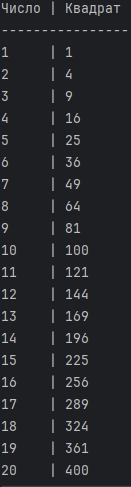 Число | Квадрат
----------------
1     | 1
2     | 4
3     | 9
4     | 16
5     | 25
6     | 36
7     | 49
8     | 64
9     | 81
10    | 100
11    | 121
12    | 144
13    | 169
14    | 196
15    | 225
16    | 256
17    | 289
18    | 324
19    | 361
20    | 400